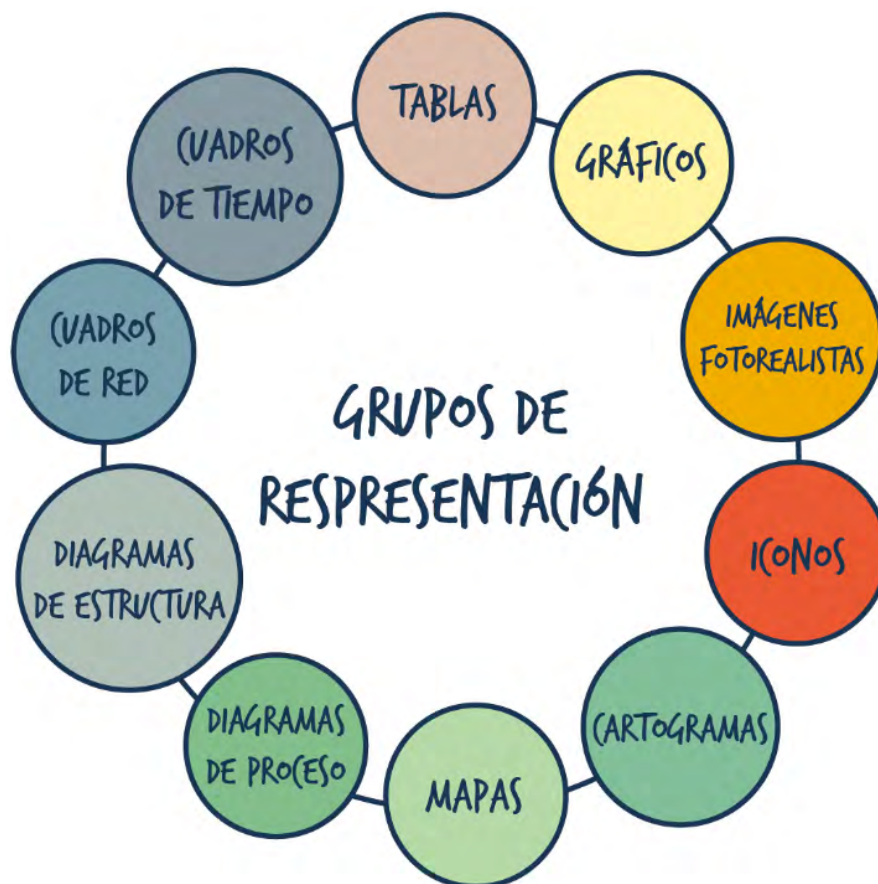 TABLAS
GRÁFICOS
IMÁGENES
FOTOREALISTAS
ICONOS
CARTOGRAMAS
MAPAS
DIAGRAMAS
DE PROCESO
DIAGRAMAS
DE ESTRUCTURA
CUADROS
DE RED
CUADROS
DE TIEMPO
GRUPOS DE
RESPRESENTACIÓN